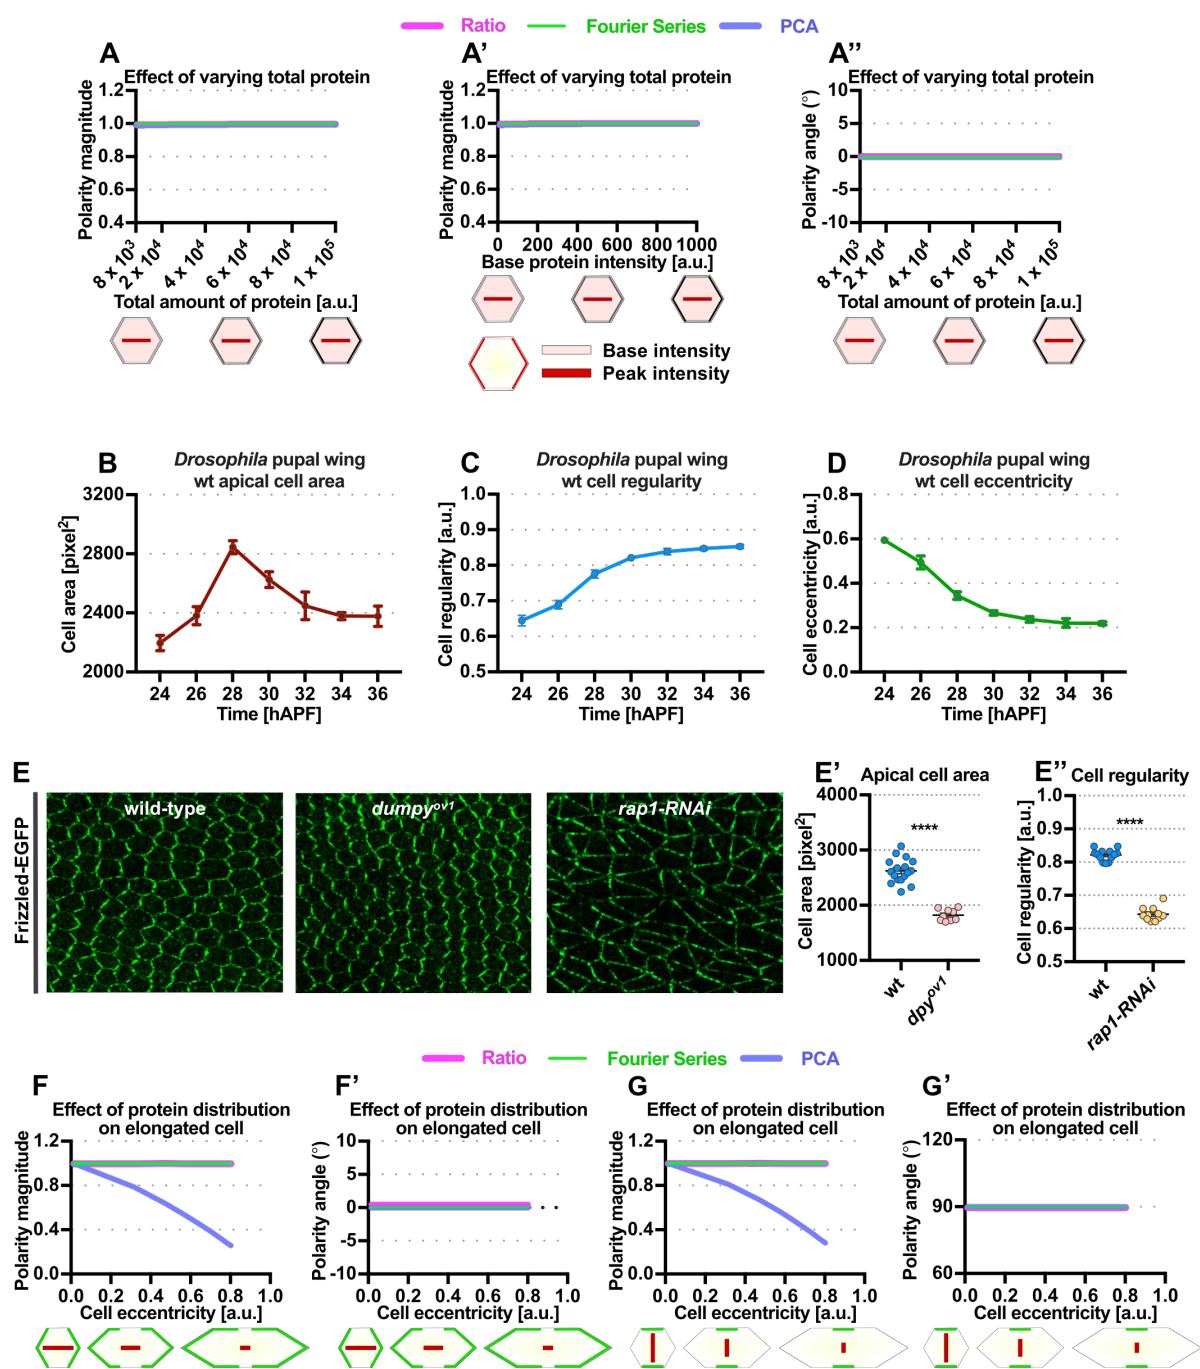 Ratio Fourier Series PCA
A
Effect of varying total protein
Polarity magnitude
1.2
1.0
0.8
0.6
0.4
8 x 10³
2 x 10⁴
4 x 10⁴
6 x 10⁴
8 x 10⁴
1 x 10⁵
Total amount of protein [a.u.]
A'
Effect of varying total protein
Polarity magnitude
1.2
1.0
0.8
0.6
0.4
0 200 400 600 800 1000
Base protein intensity [a.u.]
Base intensity
Peak intensity
A''
Effect of varying total protein
Polarity angle (°)
10
5
0
-5
-10
8 x 10³
2 x 10⁴
4 x 10⁴
6 x 10⁴
8 x 10⁴
1 x 10⁵
Total amount of protein [a.u.]
B
Drosophila pupal wing
wt apical cell area
Cell area [pixel²]
3200
2800
2400
2000
24 26 28 30 32 34 36
Time [hAPF]
C
Drosophila pupal wing
wt cell regularity
Cell regularity [a.u.]
1.0
0.9
0.8
0.7
0.6
0.5
24 26 28 30 32 34 36
Time [hAPF]
D
Drosophila pupal wing
wt cell eccentricity
Cell eccentricity [a.u.]
0.8
0.6
0.4
0.2
0.0
24 26 28 30 32 34 36
Time [hAPF]
E
Frizzled-EGFP
wild-type
dumpyᵒᵛ¹
rap1-RNAi
E'
Apical cell area
Cell area [pixel²]
4000
3000
2000
1000
****
wt
dpyᵒᵛ¹
E''
Cell regularity
Cell regularity [a.u.]
1.0
0.9
0.8
0.7
0.6
0.5
****
wt
rap1-RNAi
Ratio Fourier Series PCA
F
Effect of protein distribution
on elongated cell
Polarity magnitude
1.2
0.8
0.4
0.0
0.0 0.2 0.4 0.6 0.8 1.0
Cell eccentricity [a.u.]
F'
Effect of protein distribution
on elongated cell
Polarity angle (°)
10
5
0
-5
-10
0.0 0.2 0.4 0.6 0.8 1.0
Cell eccentricity [a.u.]
G
Effect of protein distribution
on elongated cell
Polarity magnitude
1.2
0.8
0.4
0.0
0.0 0.2 0.4 0.6 0.8 1.0
Cell eccentricity [a.u.]
G'
Effect of protein distribution
on elongated cell
Polarity angle (°)
120
90
60
0.0 0.2 0.4 0.6 0.8 1.0
Cell eccentricity [a.u.]